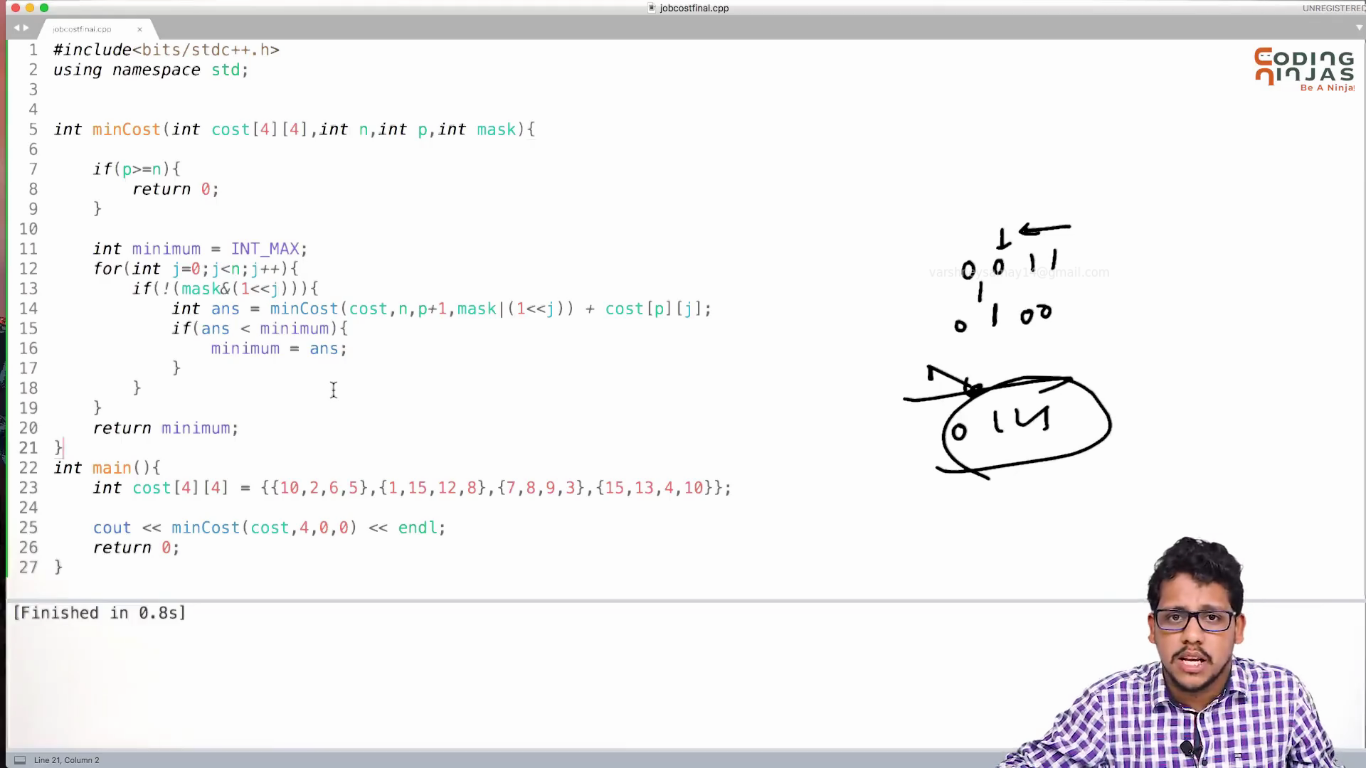 jobcostfinal.cpp
UNREGISTERED
jobcostfinal.cpp
1 #include<bits/stdc++.h>
2 using namespace std;
3
4
5 int minCost(int cost[4][4],int n,int p,int mask){
6
7 if(p>=n){
8 return 0;
9 }
10
11 int minimum = INT_MAX;
12 for(int j=0;j<n;j++){
13 if(!(mask&(1<<j))){
14 int ans = minCost(cost,n,p+1,mask|(1<<j)) + cost[p][j];
15 if(ans < minimum){
16 minimum = ans;
17 }
18 }
19 }
20 return minimum;
21 }
22 int main(){
23 int cost[4][4] = {{10,2,6,5},{1,15,12,8},{7,8,9,3},{15,13,4,10}};
24
25 cout << minCost(cost,4,0,0) << endl;
26 return 0;
27 }
CODING
NINJAS
Be A Ninja
1
0 0 1 1
1
0 1 0 0
[Finished in 0.8s]
Line 21, Column 2